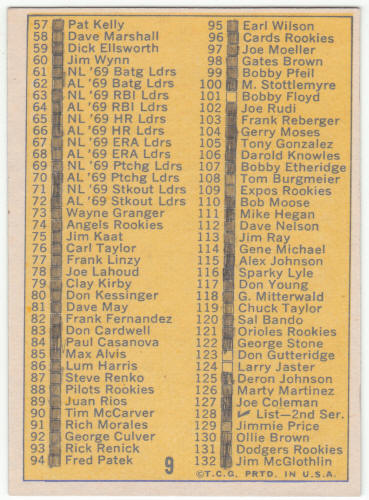 57 Pat Kelly
58 Dave Marshall
59 Dick Ellsworth
60 Jim Wynn
61 NL '69 Batg Ldrs
62 AL '69 Batg Ldrs
63 NL '69 RBI Ldrs
64 AL '69 RBI Ldrs
65 NL '69 HR Ldrs
66 AL '69 HR Ldrs
67 NL '69 ERA Ldrs
68 AL '69 ERA Ldrs
69 NL '69 Ptchg Ldrs
70 AL '69 Ptchg Ldrs
71 NL '69 Stkout Ldrs
72 AL '69 Stkout Ldrs
73 Wayne Granger
74 Angels Rookies
75 Jim Kaat
76 Carl Taylor
77 Frank Linzy
78 Joe Lahoud
79 Clay Kirby
80 Don Kessinger
81 Dave May
82 Frank Fernandez
83 Don Cardwell
84 Paul Casanova
85 Max Alvis
86 Lum Harris
87 Steve Renko
88 Pilots Rookies
89 Juan Rios
90 Tim McCarver
91 Rich Morales
92 George Culver
93 Rick Renick
94 Fred Patek
95 Earl Wilson
96 Cards Rookies
97 Joe Moeller
98 Gates Brown
99 Bobby Pfeil
100 M. Stottlemyre
101 Bobby Floyd
102 Joe Rudi
103 Frank Reberger
104 Gerry Moses
105 Tony Gonzalez
106 Darold Knowles
107 Bobby Etheridge
108 Tom Burgmeier
109 Expos Rookies
110 Bob Moose
111 Mike Hegan
112 Dave Nelson
113 Jim Ray
114 Gene Michael
115 Alex Johnson
116 Sparky Lyle
117 Don Young
118 G. Mitterwald
119 Chuck Taylor
120 Sal Bando
121 Orioles Rookies
122 George Stone
123 Don Gutteridge
124 Larry Jaster
125 Deron Johnson
126 Marty Martinez
127 Joe Coleman
128 ✓ List—2nd Ser.
129 Jimmie Price
130 Ollie Brown
131 Dodgers Rookies
132 Jim McGlothlin
9
©T.C.G. PRTD. IN U.S.A.